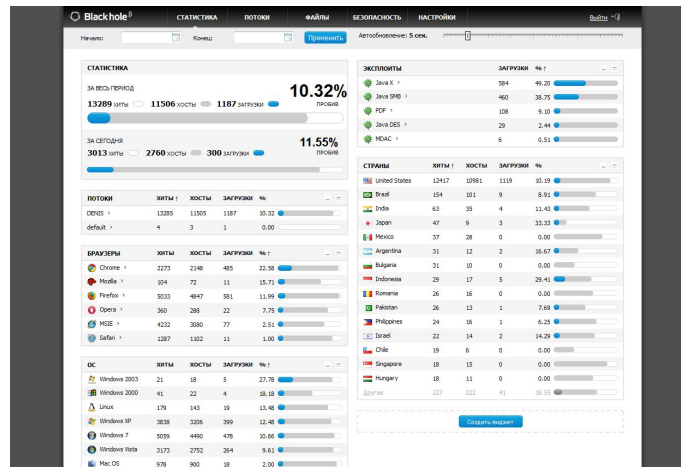 Blackhole β СТАТИСТИКА ПОТОКИ ФАЙЛЫ БЕЗОПАСНОСТЬ НАСТРОЙКИ Выйти
Начало: Конец: Применить Автообновление: 5 сек.
СТАТИСТИКА
ЗА ВЕСЬ ПЕРИОД 10.32%
13289 ХИТЫ 11506 ХОСТЫ 1187 ЗАГРУЗКИ ПРОБИВ
ЗА СЕГОДНЯ 11.55%
3013 ХИТЫ 2760 ХОСТЫ 300 ЗАГРУЗКИ ПРОБИВ
ПОТОКИ ХИТЫ ↑ ХОСТЫ ЗАГРУЗКИ %
DENIS › 13285 11505 1187 10.32
default › 4 3 1 0.00
БРАУЗЕРЫ ХИТЫ ХОСТЫ ЗАГРУЗКИ % ↑
Chrome › 2273 2148 485 22.58
Mozilla › 104 72 11 15.71
Firefox › 5033 4847 581 11.99
Opera › 360 288 22 7.75
MSIE › 4232 3080 77 2.51
Safari › 1287 1102 11 1.00
ОС ХИТЫ ХОСТЫ ЗАГРУЗКИ % ↑
Windows 2003 21 18 5 27.78
Windows 2000 41 22 4 18.18
Linux 179 143 19 13.48
Windows XP 3838 3206 399 12.48
Windows 7 5059 4490 478 10.66
Windows Vista 3173 2752 264 9.61
Mac OS 978 900 18 2.00
ЭКСПЛОИТЫ ЗАГРУЗКИ % ↑
Java X › 584 49.20
Java SMB › 460 38.75
PDF › 108 9.10
Java DES › 29 2.44
MDAC › 6 0.51
СТРАНЫ ХИТЫ ↑ ХОСТЫ ЗАГРУЗКИ %
United States 12417 10981 1119 10.19
Brazil 154 101 9 8.91
India 63 35 4 11.43
Japan 47 9 3 33.33
Mexico 37 28 0 0.00
Argentina 31 12 2 16.67
Bulgaria 31 10 0 0.00
Indonesia 29 17 5 29.41
Romania 26 16 0 0.00
Pakistan 26 13 1 7.69
Philippines 24 16 1 6.25
Israel 22 14 2 14.29
Chile 19 6 0 0.00
Singapore 18 15 0 0.00
Hungary 18 11 0 0.00
Другое 327 222 41 18.55
Создать виджет